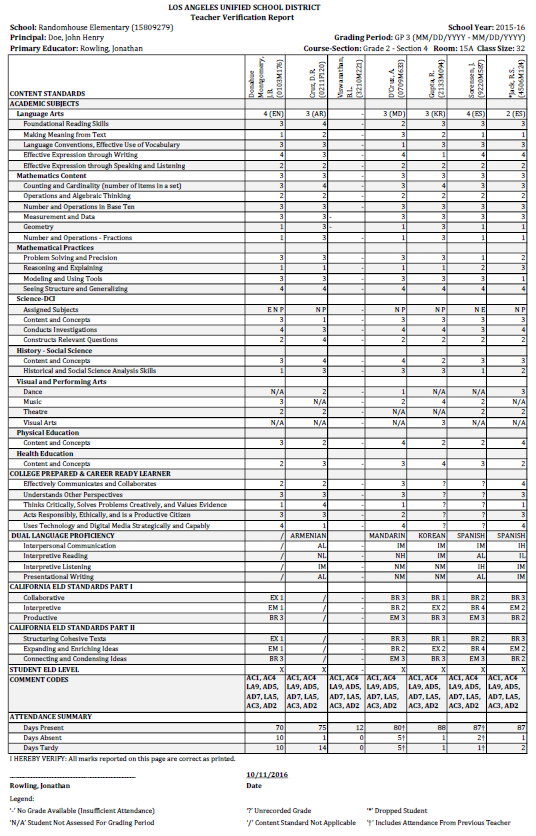 LOS ANGELES UNIFIED SCHOOL DISTRICT
Teacher Verification Report
School: Randomhouse Elementary (15809279) School Year: 2015-16
Principal: Doe, John Henry Grading Period: GP 3 (MM/DD/YYYY - MM/DD/YYYY)
Primary Educator: Rowling, Jonathan Course-Section: Grade 2 - Section 4 Room: 15A Class Size: 32
CONTENT STANDARDS Donahue Montgomery, (0103M176) Cruz, D.R. (0211F220) Viswanathan, (3210M221) D'Cruz, A. (0709M633) Gupta, R. (2133M094) Sorensen, J. (9220M587) *Jack, R.S. (4506M134)
ACADEMIC SUBJECTS
Language Arts 4 (EN) 3 (AR) - 3 (MD) 3 (KR) 4 (ES) 2 (ES)
Foundational Reading Skills 3 4 - 2 3 3 3
Making Meaning from Text 1 2 - 3 2 1 1
Language Conventions, Effective Use of Vocabulary 3 3 - 3 3 3 3
Effective Expression through Writing 4 3 - 4 1 4 4
Effective Expression through Speaking and Listening 2 2 - 2 2 2 2
Mathematics Content 3 3 - 3 3 3 3
Counting and Cardinality (number of items in a set) 3 4 - 3 4 3 3
Operations and Algebraic Thinking 2 2 - 2 2 2 2
Number and Operations in Base Ten 3 3 - 3 3 3 3
Measurement and Data 3 3 - 3 3 3 3
Geometry 1 3 - 1 3 1 1
Number and Operations - Fractions 1 3 - 1 3 1 1
Mathematical Practices
Problem Solving and Precision 3 3 - 3 3 1 2
Reasoning and Explaining 1 1 - 1 1 2 3
Modeling and Using Tools 3 3 - 3 3 3 1
Seeing Structure and Generalizing 4 4 - 4 4 4 4
Science-DCI
Assigned Subjects E N P N P - N P N P N E N P
Content and Concepts 3 1 - 3 3 3 3
Conducts Investigations 4 3 - 4 4 3 4
Constructs Relevant Questions 2 4 - 2 2 2 2
History - Social Science
Content and Concepts 3 4 - 4 2 3 3
Historical and Social Science Analysis Skills 1 3 - 3 3 1 2
Visual and Performing Arts
Dance N/A 2 - 1 N/A N/A 3
Music 3 N/A - 2 4 2 N/A
Theatre 2 2 - N/A N/A 2 2
Visual Arts N/A N/A - N/A 3 N/A N/A
Physical Education
Content and Concepts 3 2 - 4 2 2 4
Health Education
Content and Concepts 2 3 - 3 4 3 2
COLLEGE PREPARED & CAREER READY LEARNER
Effectively Communicates and Collaborates 2 2 - 3 ? ? 4
Understands Other Perspectives 3 3 - 3 ? ? 3
Thinks Critically, Solves Problems Creatively, and Values Evidence 1 4 - 1 ? ? 4
Acts Responsibly, Ethically, and is a Productive Citizen 3 3 - 2 ? ? 3
Uses Technology and Digital Media Strategically and Capably 4 1 - 4 ? ? 4
DUAL LANGUAGE PROFICIENCY / ARMENIAN MANDARIN KOREAN SPANISH SPANISH
Interpersonal Communication / AL - IM IM IM IH
Interpretive Reading / NL - NH IM AL IL
Interpretive Listening / IM - NM NM IH IM
Presentational Writing / AL - NM NM AL IM
CALIFORNIA ELD STANDARDS PART I
Collaborative EX 1 / - BR 3 BR 1 BR 2 BR 3
Interpretive EM 1 / - BR 2 EX 2 BR 4 EM 2
Productive BR 3 / - EM 3 BR 3 EM 3 BR 2
CALIFORNIA ELD STANDARDS PART II
Structuring Cohesive Texts EX 1 / - BR 3 BR 1 BR 2 BR 3
Expanding and Enriching Ideas EM 1 / - BR 2 EX 2 BR 4 EM 2
Connecting and Condensing Ideas BR 3 / - EM 3 BR 3 EM 3 BR 2
STUDENT ELD LEVEL X X - X X X X
COMMENT CODES AC1, AC4 AC1, AC4 AC1, AC4 AC1, AC4 AC1, AC4 AC1, AC4 AC1, AC4
LA9, AD5, LA9, AD5, LA9, AD5, LA9, AD5, LA9, AD5, LA9, AD5, LA9, AD5,
AD7, LA5, AD7, LA5, AD7, LA5, AD7, LA5, AD7, LA5, AD7, LA5, AD7, LA5,
AC3, AD2 AC3, AD2 AC3, AD2 AC3, AD2 AC3, AD2 AC3, AD2 AC3, AD2
ATTENDANCE SUMMARY
Days Present 70 75 12 80† 88 87† 87
Days Absent 10 1 0 5† 1 2† 1
Days Tardy 10 14 0 5† 1 1† 2
I HEREBY VERIFY: All marks reported on this page are correct as printed.
10/11/2016
Rowling, Jonathan Date
Legend:
'-' No Grade Available (Insufficient Attendance) '?' Unrecorded Grade '*' Dropped Student
'N/A' Student Not Assessed For Grading Period '/' Content Standard Not Applicable '†' Includes Attendance From Previous Teacher